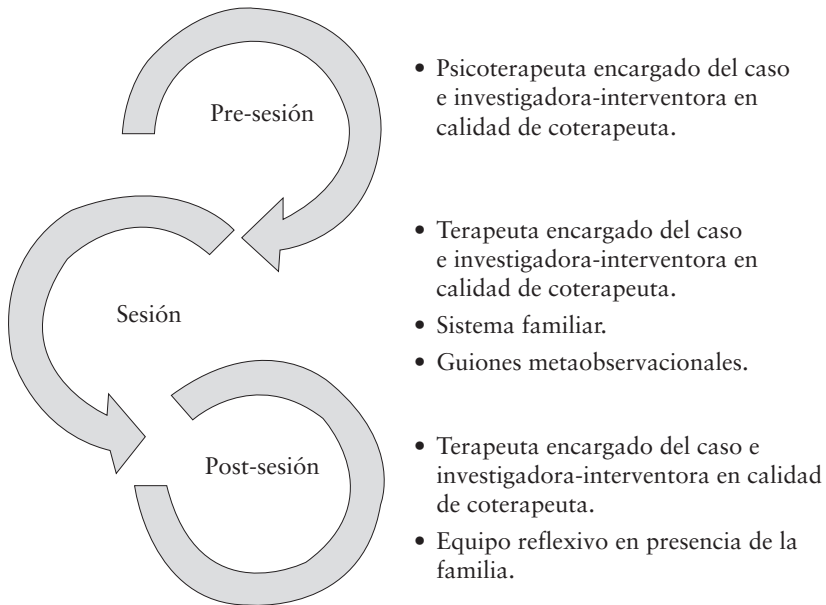 Pre-sesión
• Psicoterapeuta encargado del caso
e investigadora-interventora en
calidad de coterapeuta.
Sesión
• Terapeuta encargado del caso
e investigadora-interventora en
calidad de coterapeuta.
• Sistema familiar.
• Guiones metaobservacionales.
Post-sesión
• Terapeuta encargado del caso e
investigadora-interventora en calidad
de coterapeuta.
• Equipo reflexivo en presencia de la
familia.